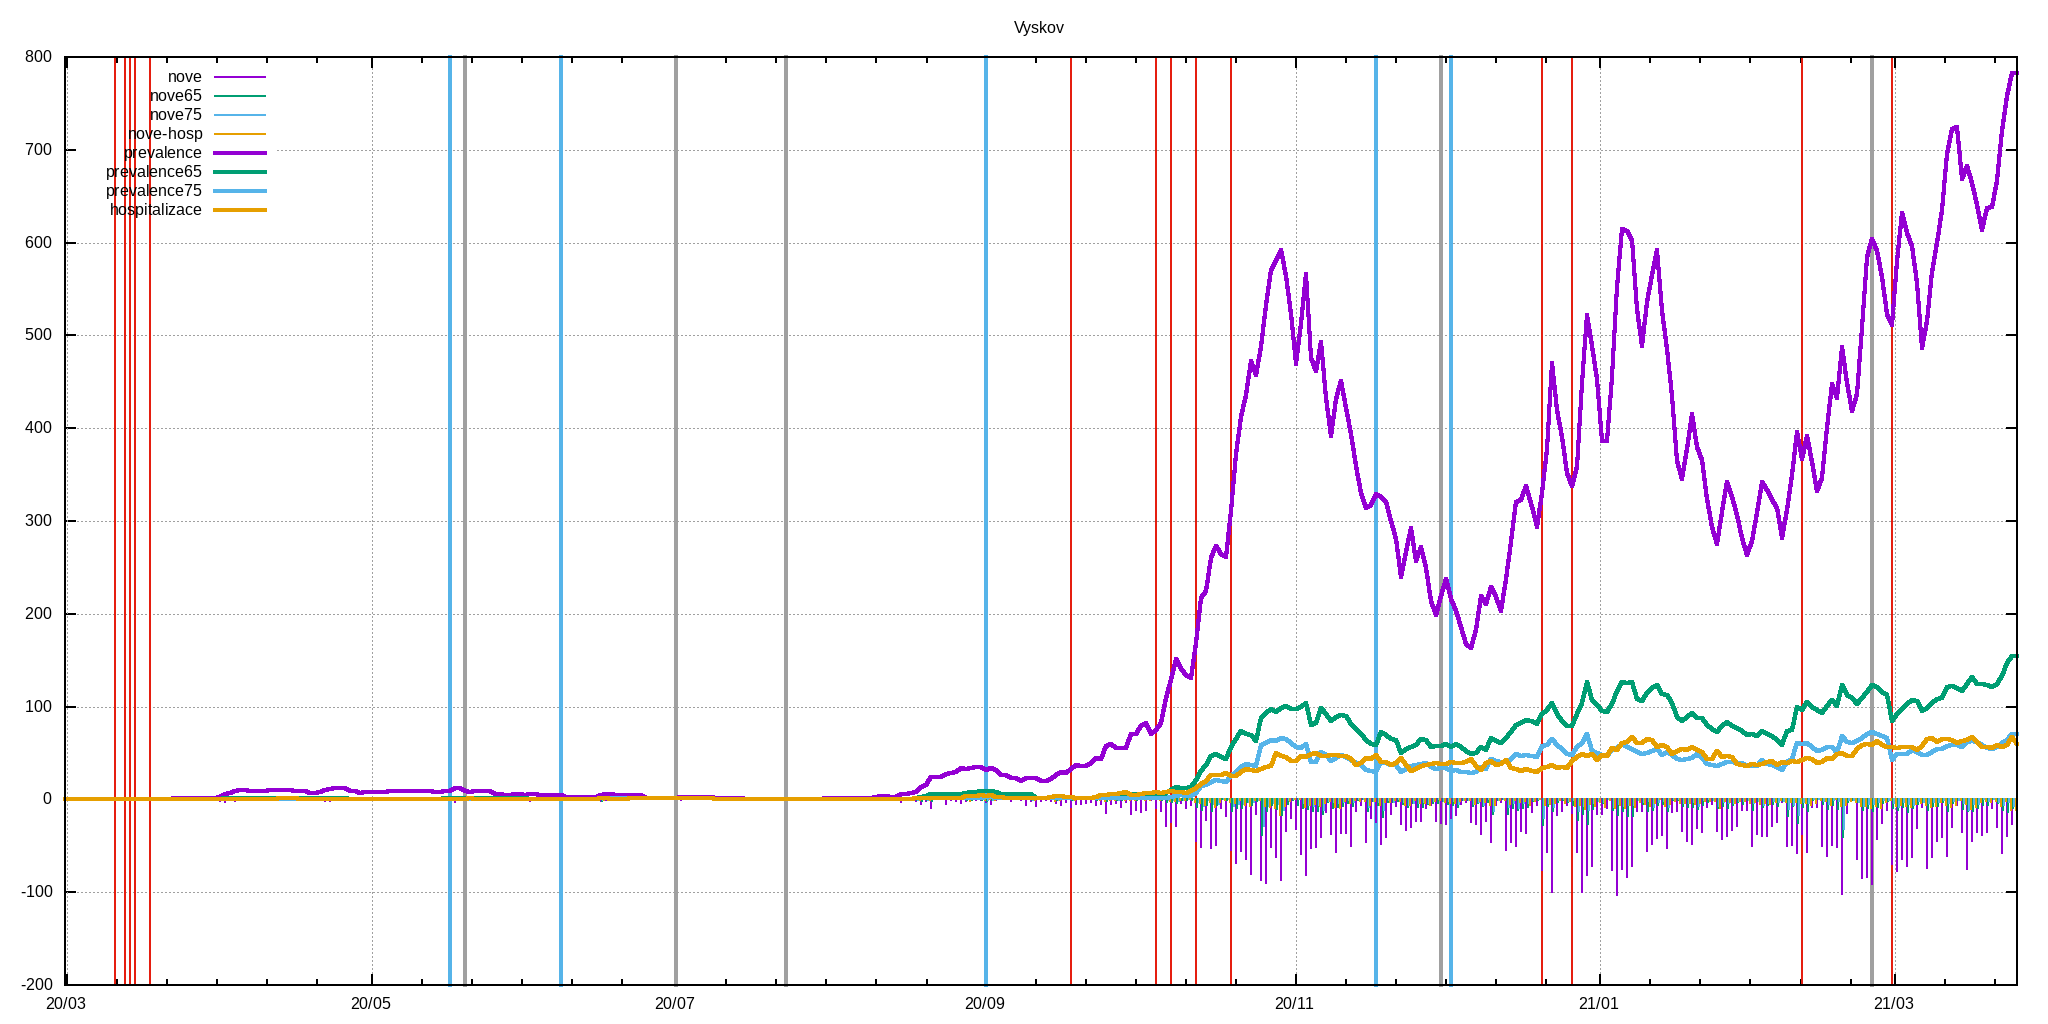 Vyskov
800
700
600
500
400
300
200
100
0
-100
-200
nove
nove65
nove75
nove-hosp
prevalence
prevalence65
prevalence75
hospitalizace
20/03 20/05 20/07 20/09 20/11 21/01 21/03